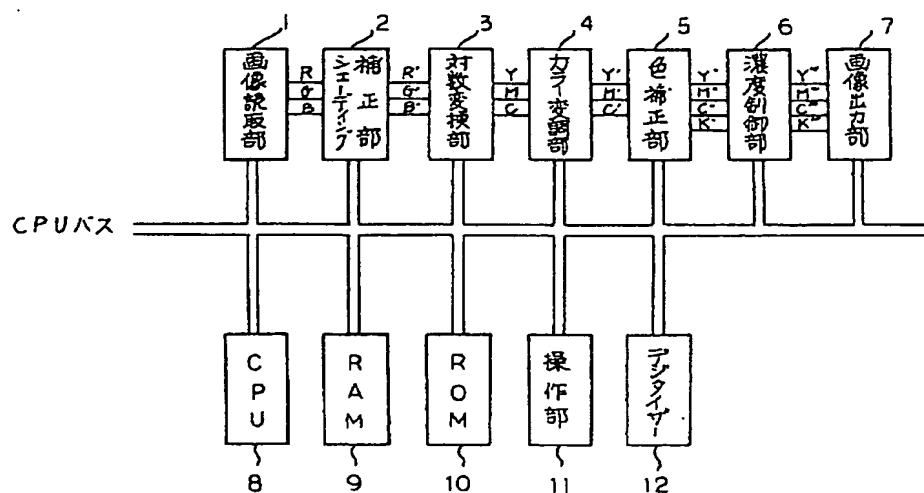 1 2 3 4 5 6 7
画像読取部
R
G
B
シェーディング補正部
R'
G'
B'
対数変換部
Y
M
C
カラー変調部
Y'
M'
C'
色補正部
Y"
M"
C"
K"
濃度制御部
Y"'
M"'
C"'
K"'
画像出力部
CPUバス
CPU
RAM
ROM
操作部
デジタイザー
8 9 10 11 12